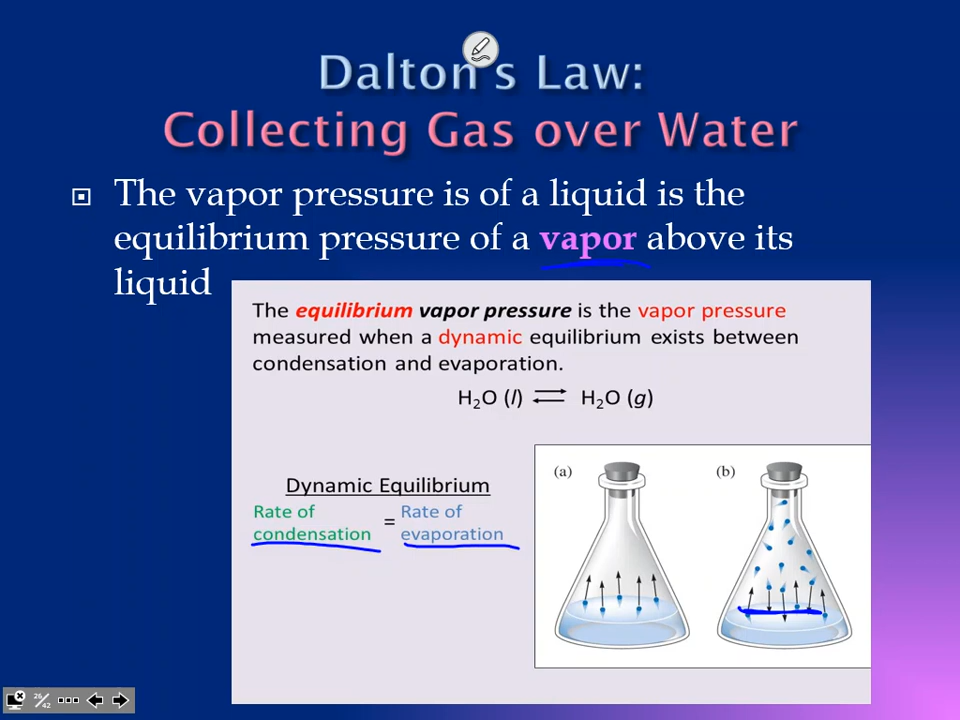 Dalton's Law:
Collecting Gas over Water
The vapor pressure is of a liquid is the
equilibrium pressure of a vapor above its
liquid
The equilibrium vapor pressure is the vapor pressure
measured when a dynamic equilibrium exists between
condensation and evaporation.
H₂O (l) ⇌ H₂O (g)
Dynamic Equilibrium
Rate of condensation = Rate of evaporation
(a) (b)
26/42